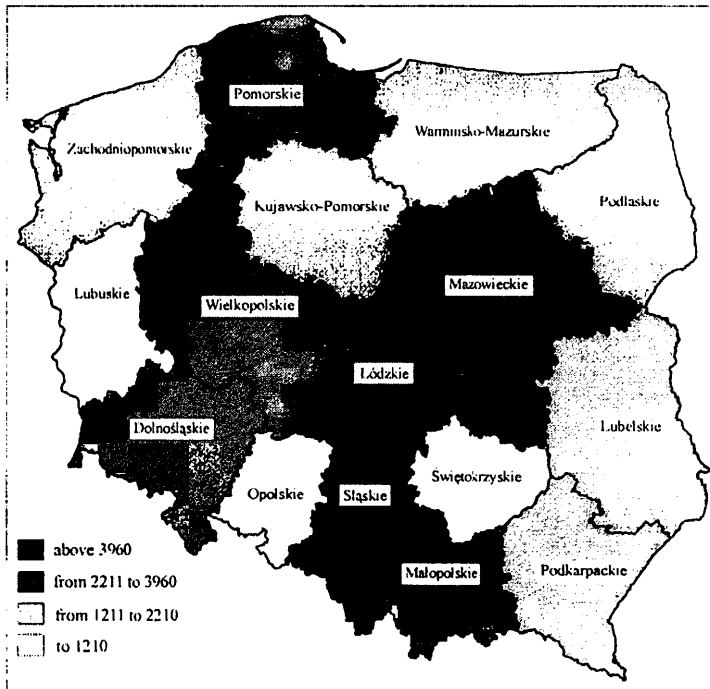 Pomorskie
Warmińsko-Mazurskie
Zachodniopomorskie
Kujawsko-Pomorskie
Podlaskie
Lubuskie
Wielkopolskie
Mazowieckie
Łódzkie
Dolnośląskie
Lubelskie
Opolskie
Śląskie
Świętokrzyskie
Małopolskie
Podkarpackie
above 3960
from 2211 to 3960
from 1211 to 2210
to 1210